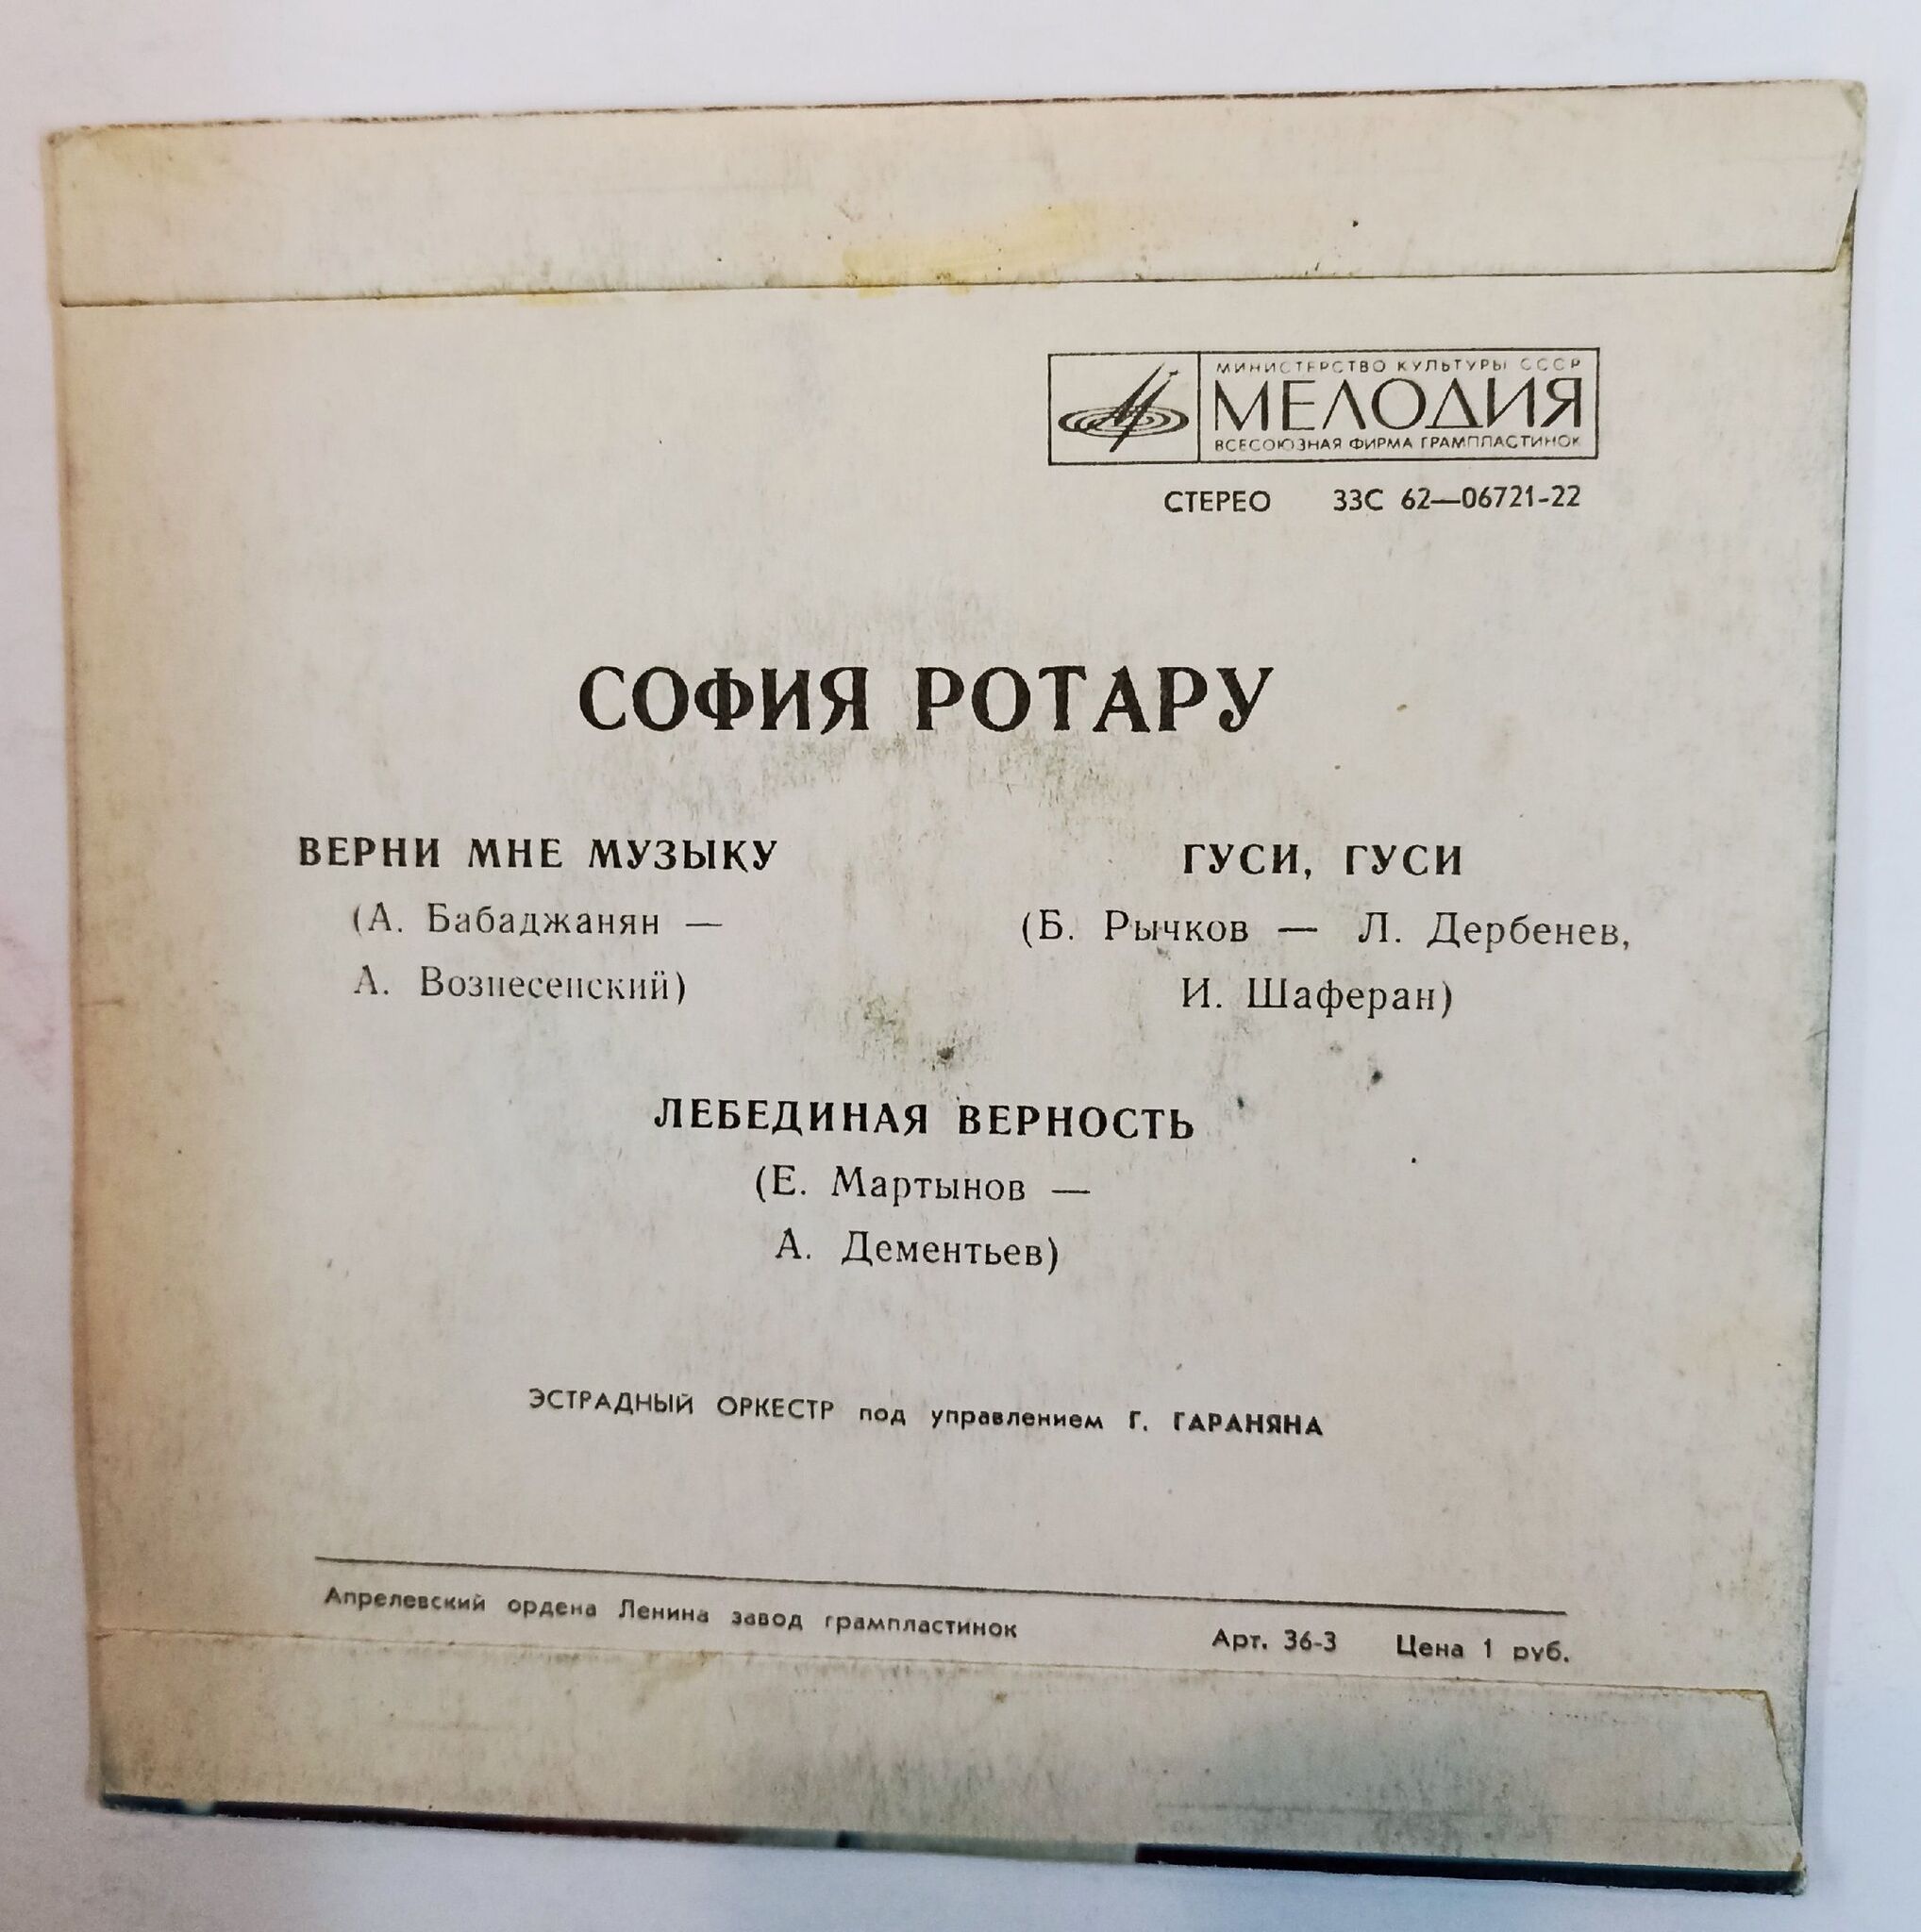 МИНИСТЕРСТВО КУЛЬТУРЫ СССР
МЕЛОДИЯ
ВСЕСОЮЗНАЯ ФИРМА ГРАМПЛАСТИНОК
СТЕРЕО 33С 62—06721-22
СОФИЯ РОТАРУ
ВЕРНИ МНЕ МУЗЫКУ
(А. Бабаджанян —
А. Вознесенский)
ГУСИ, ГУСИ
(Б. Рычков — Л. Дербенев,
И. Шаферан)
ЛЕБЕДИНАЯ ВЕРНОСТЬ
(Е. Мартынов —
А. Дементьев)
ЭСТРАДНЫЙ ОРКЕСТР под управлением Г. ГАРАНЯНА
Апрелевский ордена Ленина завод грампластинок Арт. 36-3 Цена 1 руб.